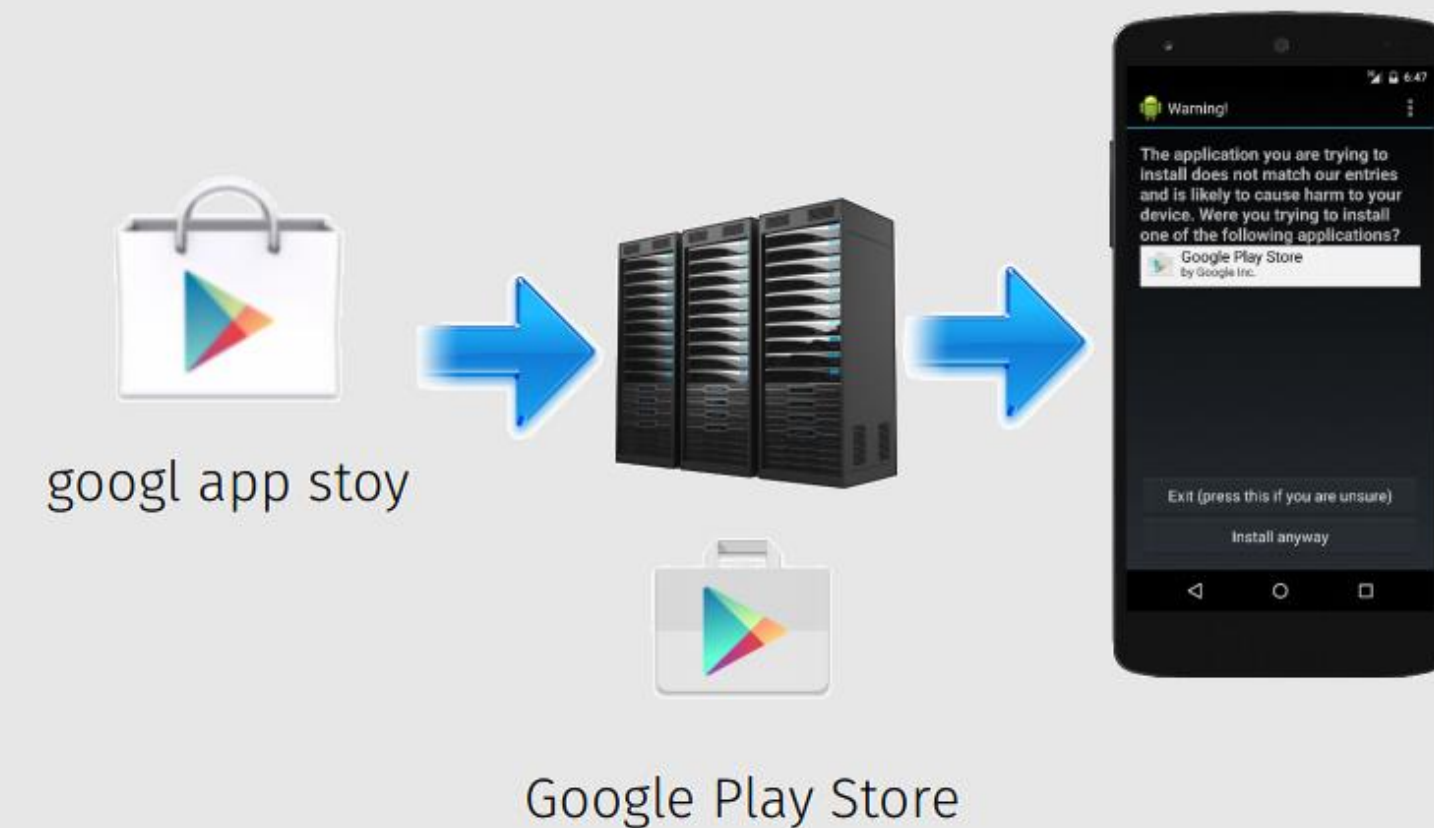 googl app stoy
Google Play Store
6:47
Warning!
The application you are trying to
install does not match our entries
and is likely to cause harm to your
device. Were you trying to install
one of the following applications?
Google Play Store
by Google Inc.
Exit (press this if you are unsure)
Install anyway